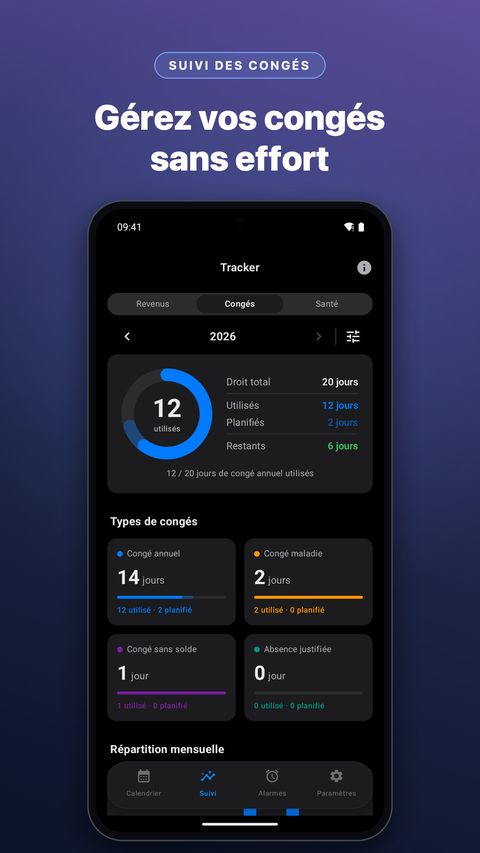 SUIVI DES CONGÉS
Gérez vos congés
sans effort
09:41
Tracker
Revenus
Congés
Santé
2026
12
utilisés
Droit total
20 jours
Utilisés
12 jours
Planifiés
2 jours
Restants
6 jours
12 / 20 jours de congé annuel utilisés
Types de congés
Congé annuel
14 jours
12 utilisé · 2 planifié
Congé maladie
2 jours
2 utilisé · 0 planifié
Congé sans solde
1 jour
1 utilisé · 0 planifié
Absence justifiée
0 jour
0 utilisé · 0 planifié
Répartition mensuelle
Calendrier
Suivi
Alarmes
Paramètres